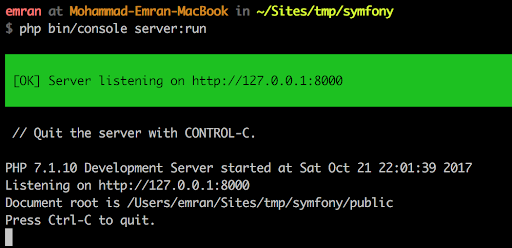 emran at Mohammad-Emran-MacBook in ~/Sites/tmp/symfony
$ php bin/console server:run
[OK] Server listening on http://127.0.0.1:8000
// Quit the server with CONTROL-C.
PHP 7.1.10 Development Server started at Sat Oct 21 22:01:39 2017
Listening on http://127.0.0.1:8000
Document root is /Users/emran/Sites/tmp/symfony/public
Press Ctrl-C to quit.